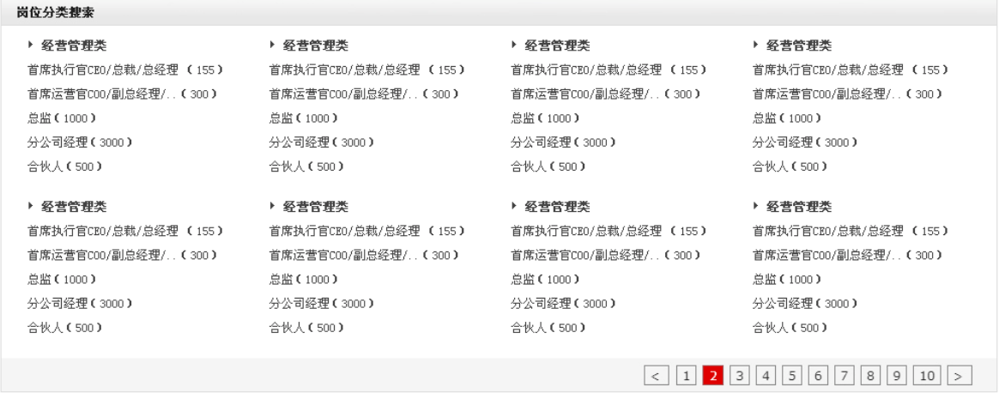 岗位分类搜索
经营管理类 经营管理类 经营管理类 经营管理类
首席执行官CEO/总裁/总经理 (155) 首席执行官CEO/总裁/总经理 (155) 首席执行官CEO/总裁/总经理 (155) 首席执行官CEO/总裁/总经理 (155)
首席运营官COO/副总经理/..(300) 首席运营官COO/副总经理/..(300) 首席运营官COO/副总经理/..(300) 首席运营官COO/副总经理/..(300)
总监(1000) 总监(1000) 总监(1000) 总监(1000)
分公司经理(3000) 分公司经理(3000) 分公司经理(3000) 分公司经理(3000)
合伙人(500) 合伙人(500) 合伙人(500) 合伙人(500)
经营管理类 经营管理类 经营管理类 经营管理类
首席执行官CEO/总裁/总经理 (155) 首席执行官CEO/总裁/总经理 (155) 首席执行官CEO/总裁/总经理 (155) 首席执行官CEO/总裁/总经理 (155)
首席运营官COO/副总经理/..(300) 首席运营官COO/副总经理/..(300) 首席运营官COO/副总经理/..(300) 首席运营官COO/副总经理/..(300)
总监(1000) 总监(1000) 总监(1000) 总监(1000)
分公司经理(3000) 分公司经理(3000) 分公司经理(3000) 分公司经理(3000)
合伙人(500) 合伙人(500) 合伙人(500) 合伙人(500)
< 1 2 3 4 5 6 7 8 9 10 >